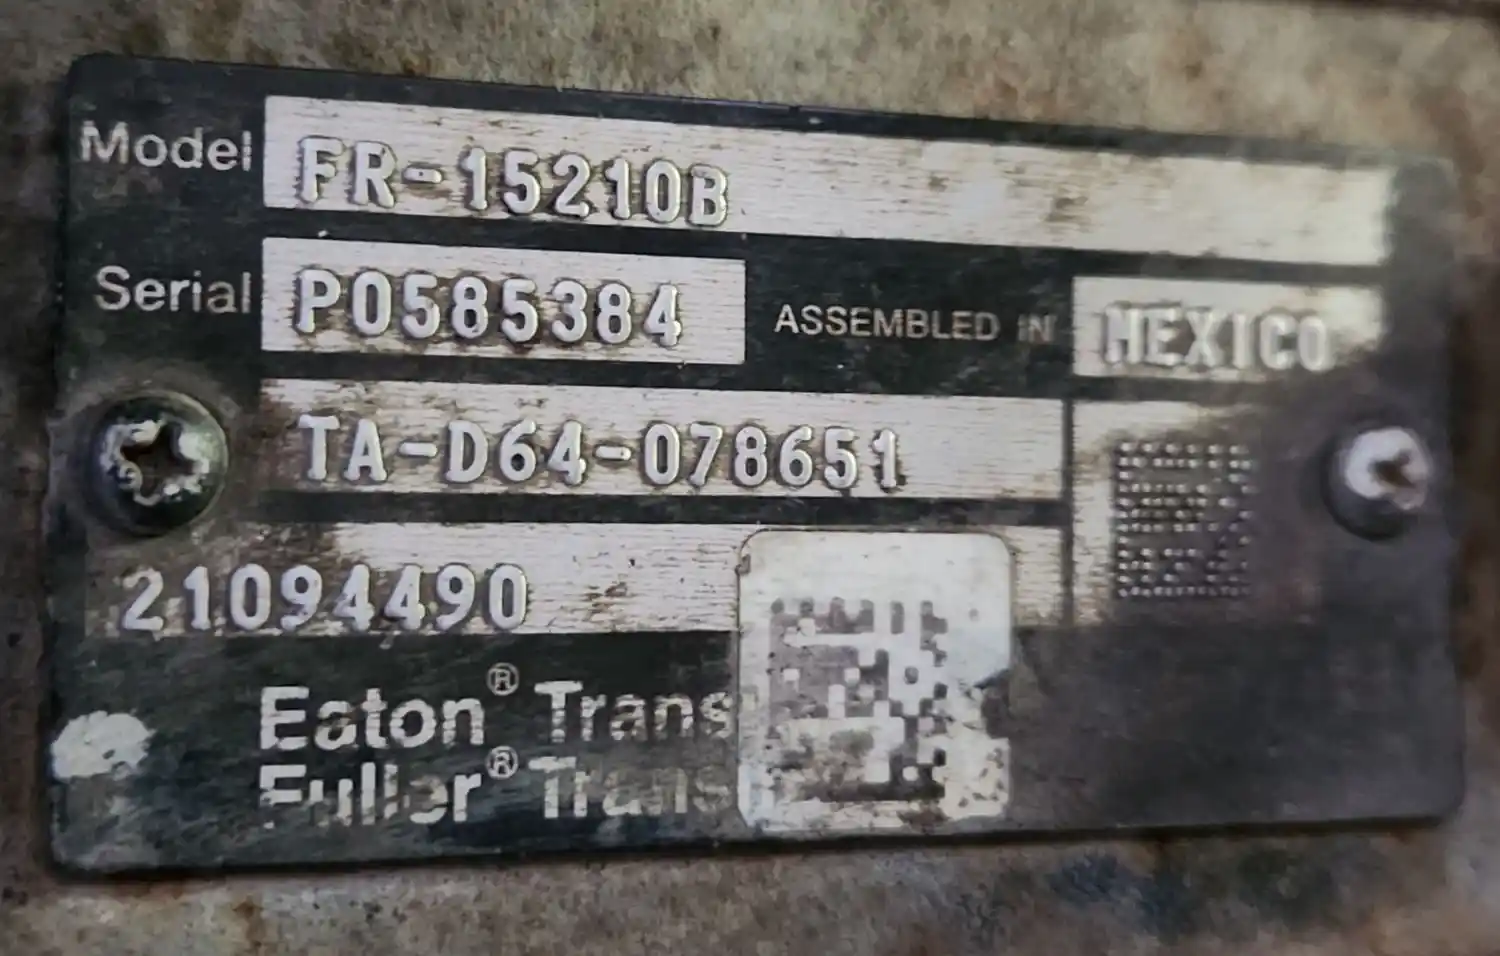 Model FR-15210B
Serial P0585384 ASSEMBLED IN MEXICO
TA-D64-078651
21094490
Eaton® Trans
Fuller® Trans